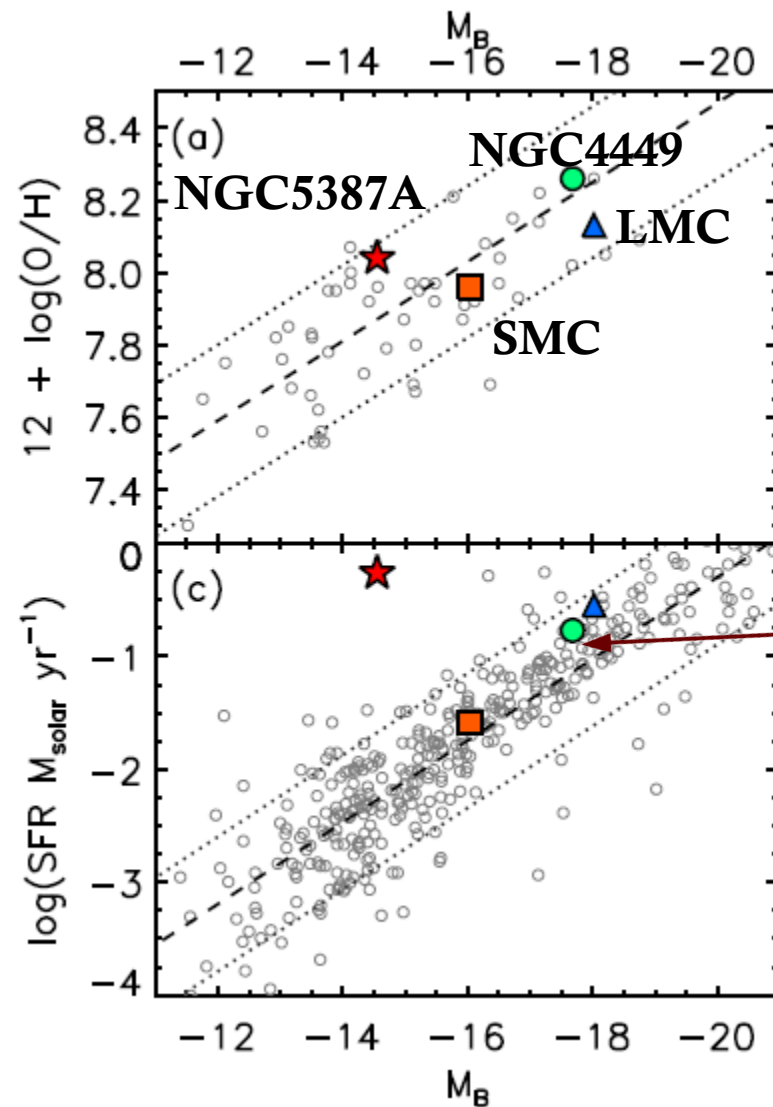 M_B
−12 −14 −16 −18 −20
(a)
NGC4449
NGC5387A
LMC
SMC
12 + log(O/H)
8.4
8.2
8.0
7.8
7.6
7.4
(c)
log(SFR M_solar yr⁻¹)
0
−1
−2
−3
−4
−12 −14 −16 −18 −20
M_B